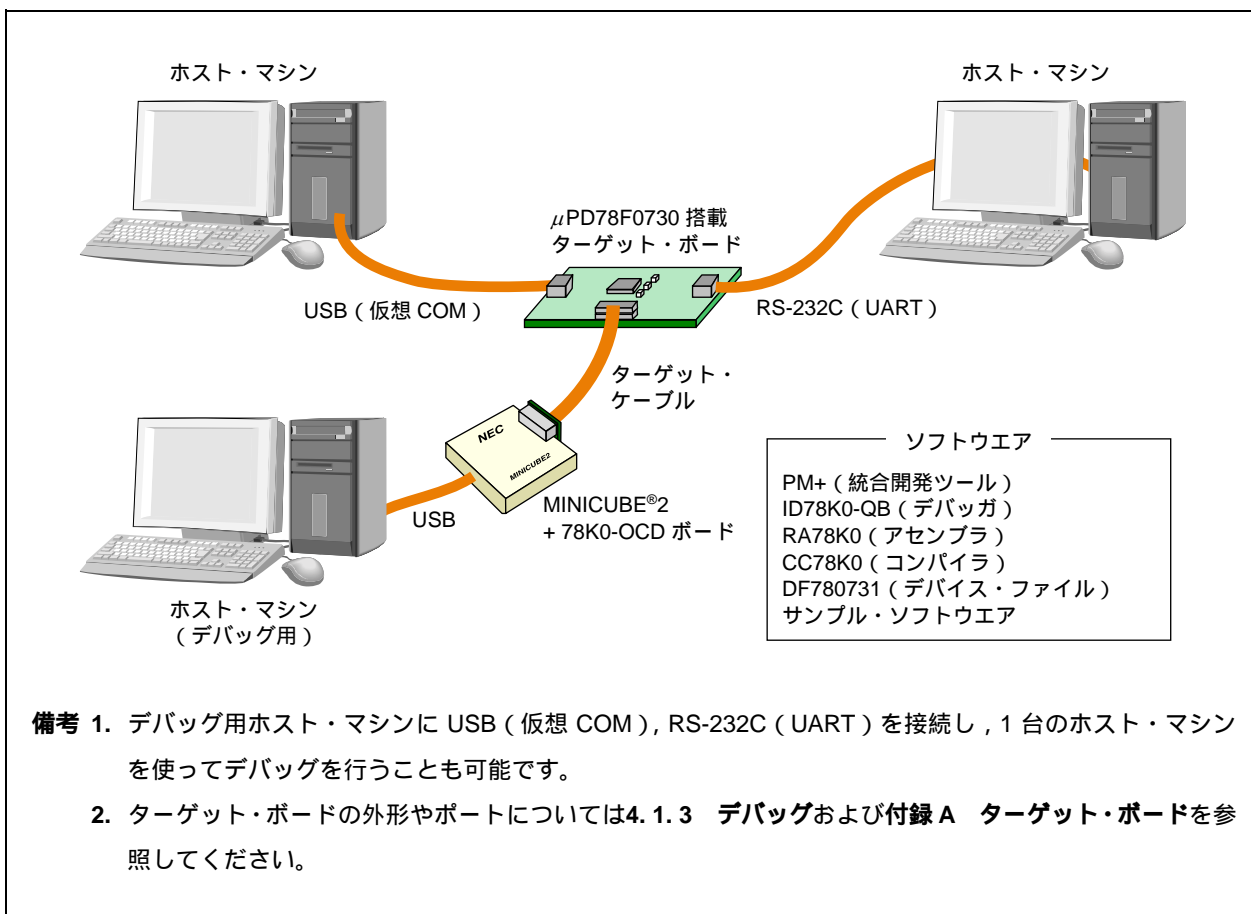 ホスト・マシン
ホスト・マシン
μPD78F0730 搭載
ターゲット・ボード
USB(仮想 COM)
RS-232C(UART)
ターゲット・
ケーブル
NEC
MINICUBE2
USB
MINICUBE®2
+ 78K0-OCD ボード
ホスト・マシン
(デバッグ用)
ソフトウエア
PM+(統合開発ツール)
ID78K0-QB(デバッガ)
RA78K0(アセンブラ)
CC78K0(コンパイラ)
DF780731(デバイス・ファイル)
サンプル・ソフトウエア
備考 1. デバッグ用ホスト・マシンに USB(仮想 COM), RS-232C(UART)を接続し,1 台のホスト・マシン
を使ってデバッグを行うことも可能です。
2. ターゲット・ボードの外形やポートについては4. 1. 3 デバッグおよび付録 A ターゲット・ボードを参
照してください。